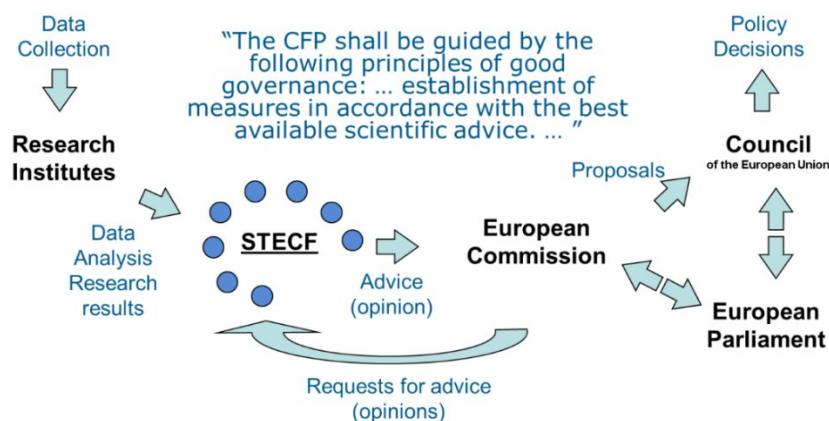 Data
Collection
“The CFP shall be guided by the
following principles of good
governance: … establishment of
measures in accordance with the best
available scientific advice. … ”
Policy
Decisions
Research
Institutes
Council
of the European Union
Proposals
Data
Analysis
Research
results
STECF
Advice
(opinion)
European
Commission
European
Parliament
Requests for advice
(opinions)